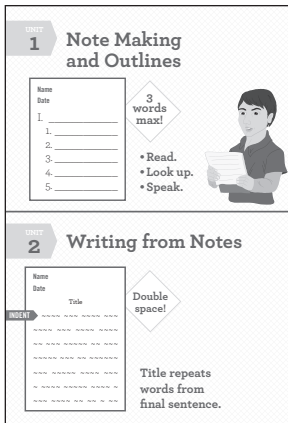 UNIT
1
Note Making
and Outlines
Name
Date
I.
1.
2.
3.
4.
5.
3
words
max!
• Read.
• Look up.
• Speak.
UNIT
2
Writing from Notes
Name
Date
Title
INDENT
Double
space!
Title repeats
words from
final sentence.